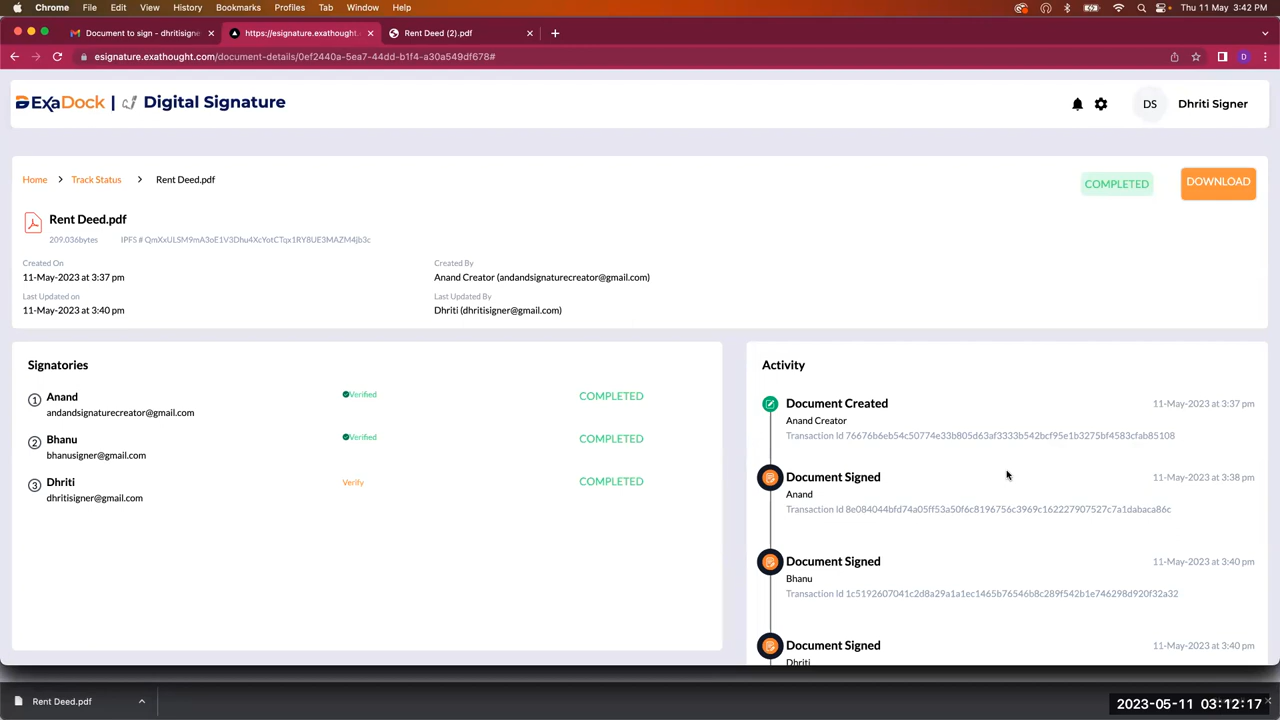 Chrome File Edit View History Bookmarks Profiles Tab Window Help Thu 11 May 3:42 PM
Document to sign - dhritisigne https://esignature.exathought. Rent Deed (2).pdf
esignature.exathought.com/document-details/0ef2440a-5ea7-44dd-b1f4-a30a549df678#
ExaDock | Digital Signature DS Dhriti Signer
Home > Track Status > Rent Deed.pdf COMPLETED DOWNLOAD
Rent Deed.pdf
209.036bytes IPFS # QmXxULSM9mA3oE1V3Dhu4XcYotCTqx1RY8UE3MAZM4jb3c
Created On Created By
11-May-2023 at 3:37 pm Anand Creator (andandsignaturecreator@gmail.com)
Last Updated on Last Updated By
11-May-2023 at 3:40 pm Dhriti (dhritisigner@gmail.com)
Signatories
1 Anand Verified COMPLETED
andandsignaturecreator@gmail.com
2 Bhanu Verified COMPLETED
bhanusigner@gmail.com
3 Dhriti Verify COMPLETED
dhritisigner@gmail.com
Activity
Document Created 11-May-2023 at 3:37 pm
Anand Creator
Transaction Id 76676b6eb54c50774e33b805d63af3333b542bcf95e1b3275bf4583cfab85108
Document Signed 11-May-2023 at 3:38 pm
Anand
Transaction Id 8e084044bfd74a05ff53a50f6c8196756c3969c162227907527c7a1dabaca86c
Document Signed 11-May-2023 at 3:40 pm
Bhanu
Transaction Id 1c5192607041c2d8a29a1a1ec1465b76546b8c289f542b1e746298d920f32a32
Document Signed 11-May-2023 at 3:40 pm
Dhriti
Rent Deed.pdf
2023-05-11 03:12:17